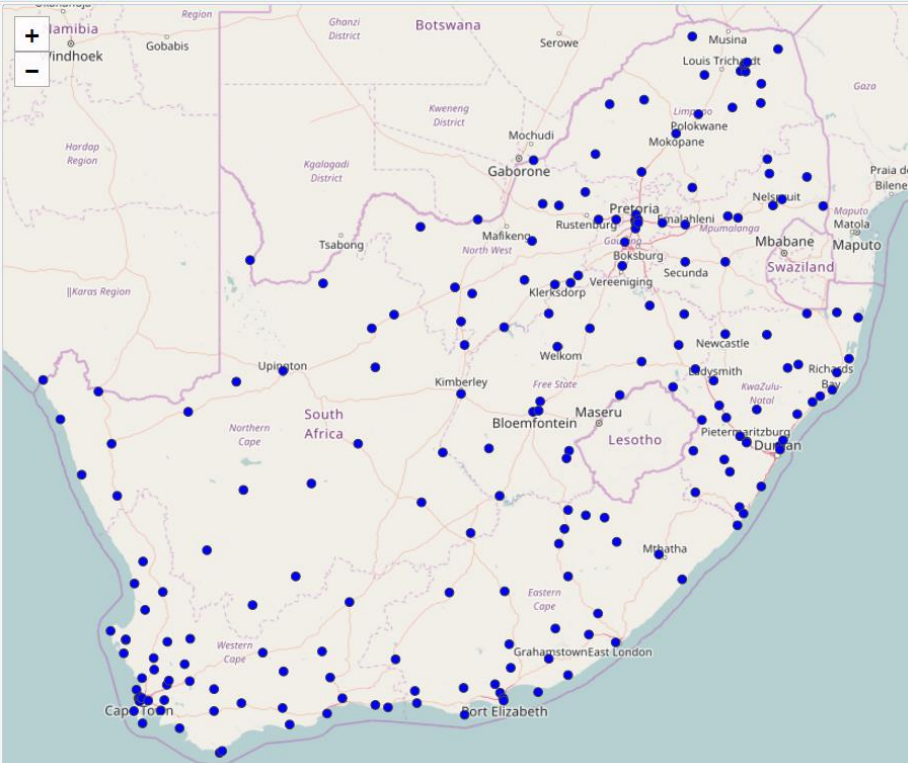 +
−
Namibia
Windhoek
Gobabis
Region
Ghanzi
District
Botswana
Serowe
Musina
Louis Trichardt
Gaza
Kweneng
District
Limpopo
Polokwane
Mokopane
Hardap
Region
Mochudi
Gaborone
Kgalagadi
District
Praia de
Bilene
Nelspruit
Pretoria
Emalahleni
Mpumalanga
Maputo
Matola
Maputo
Rustenburg
Mafikeng
North West
Tsabong
Gauteng
Boksburg
Mbabane
Swaziland
Secunda
Vereeniging
Klerksdorp
||Karas Region
Newcastle
Welkom
Upington
Kimberley
Free State
Ladysmith
Richards
Bay
KwaZulu-
Natal
South
Africa
Northern
Cape
Bloemfontein
Maseru
Lesotho
Pietermaritzburg
Durban
Mthatha
Eastern
Cape
Western
Cape
Grahamstown
East London
Cape Town
Port Elizabeth